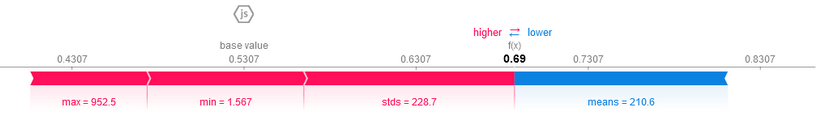 js
higher ⇄ lower
base value
f(x)
0.4307 0.5307 0.6307 0.69 0.7307 0.8307
max = 952.5 min = 1.567 stds = 228.7 means = 210.6